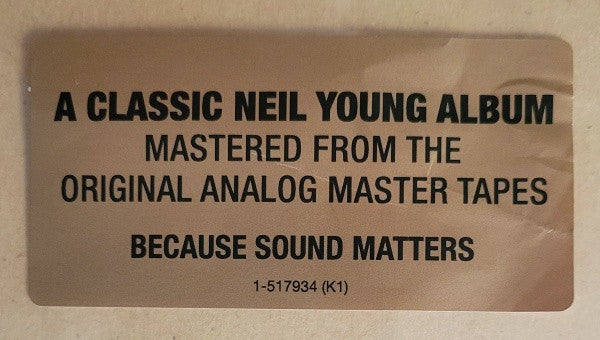 A CLASSIC NEIL YOUNG ALBUM
MASTERED FROM THE
ORIGINAL ANALOG MASTER TAPES
BECAUSE SOUND MATTERS
1-517934 (K1)